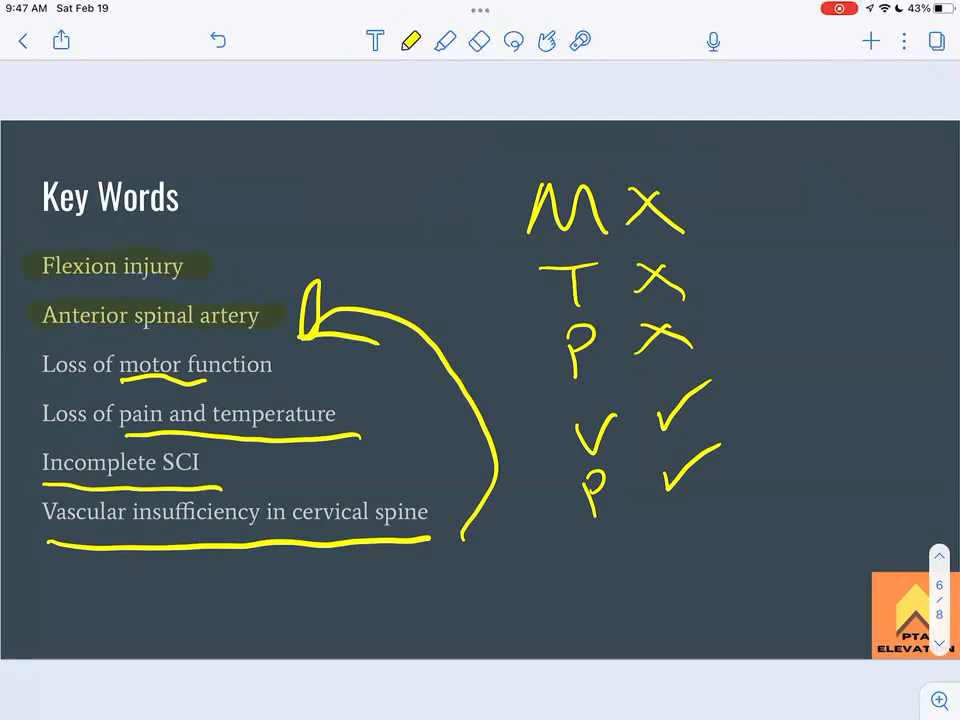 9:47 AM Sat Feb 19
43%
Key Words
Flexion injury
Anterior spinal artery
Loss of motor function
Loss of pain and temperature
Incomplete SCI
Vascular insufficiency in cervical spine
M X
T X
P X
V ✓
P ✓
6
/
8
PTA
ELEVATION